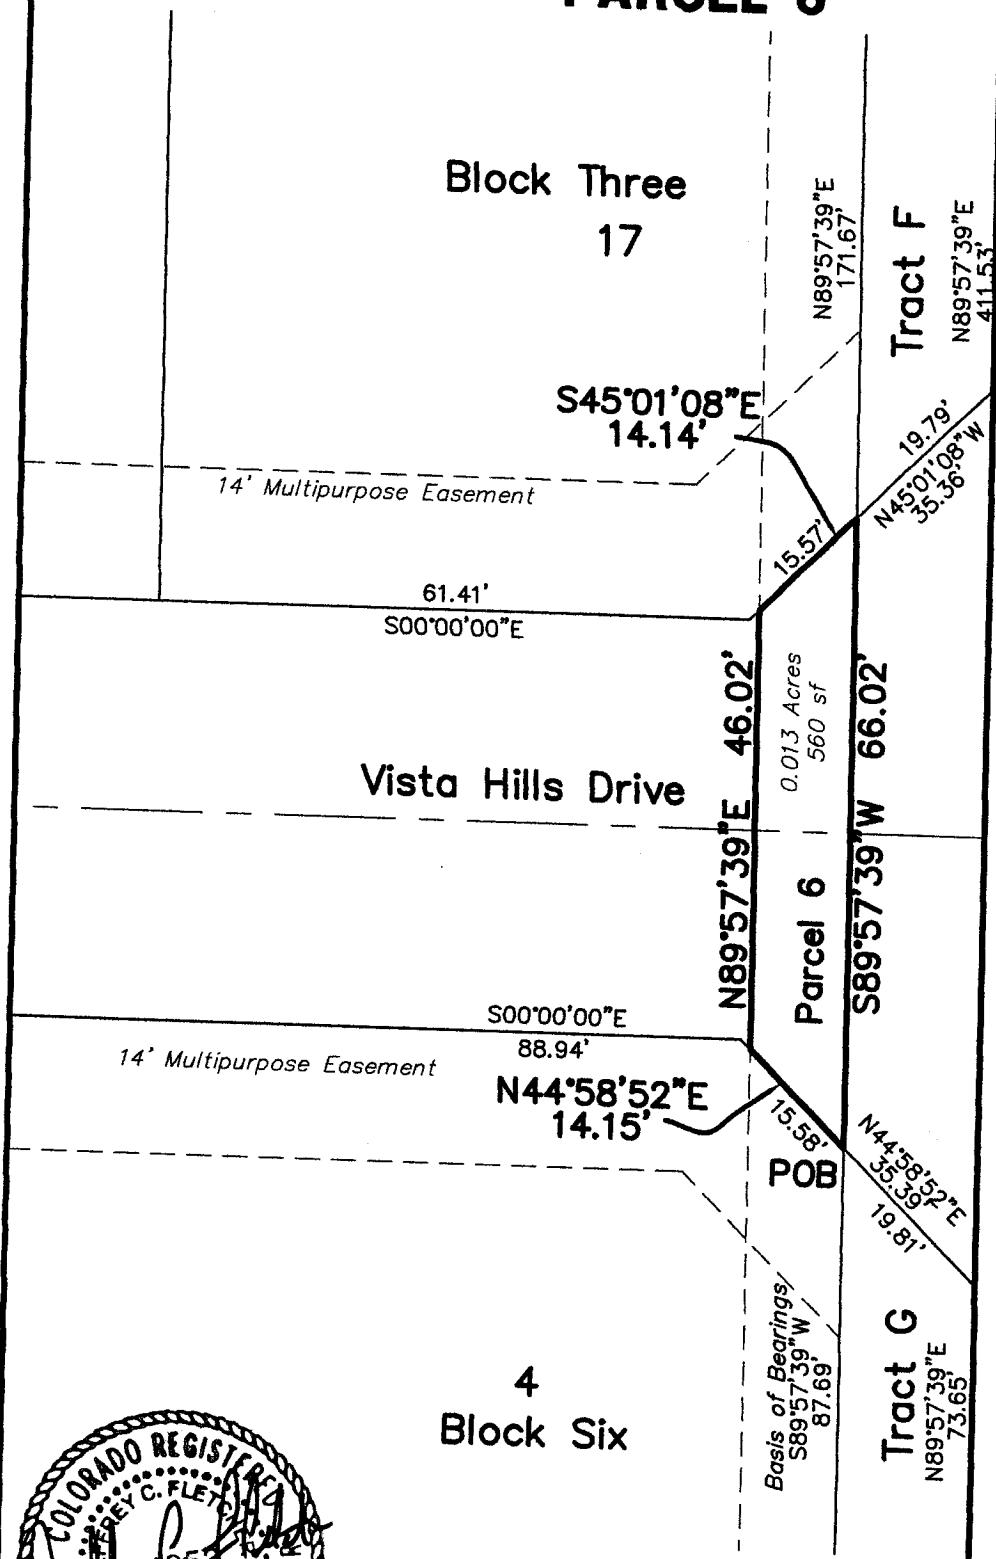 PARCEL 6
Block Three
17
N89°57'39"E
171.67'
Tract F
N89°57'39"E
411.53'
S45°01'08"E
14.14'
19.79'
N45°01'08"W
35.36'
14' Multipurpose Easement
15.57'
61.41'
S00°00'00"E
N89°57'39"E 46.02'
0.013 Acres
560 sf
S89°57'39"W 66.02'
Vista Hills Drive
Parcel 6
S00°00'00"E
88.94'
14' Multipurpose Easement
N44°58'52"E
14.15'
15.58'
POB
N44°58'52"E
35.39'
19.81'
Basis of Bearings
S89°57'39"W
87.69'
Tract G
N89°57'39"E
73.65'
4
Block Six
COLORADO REGISTERED